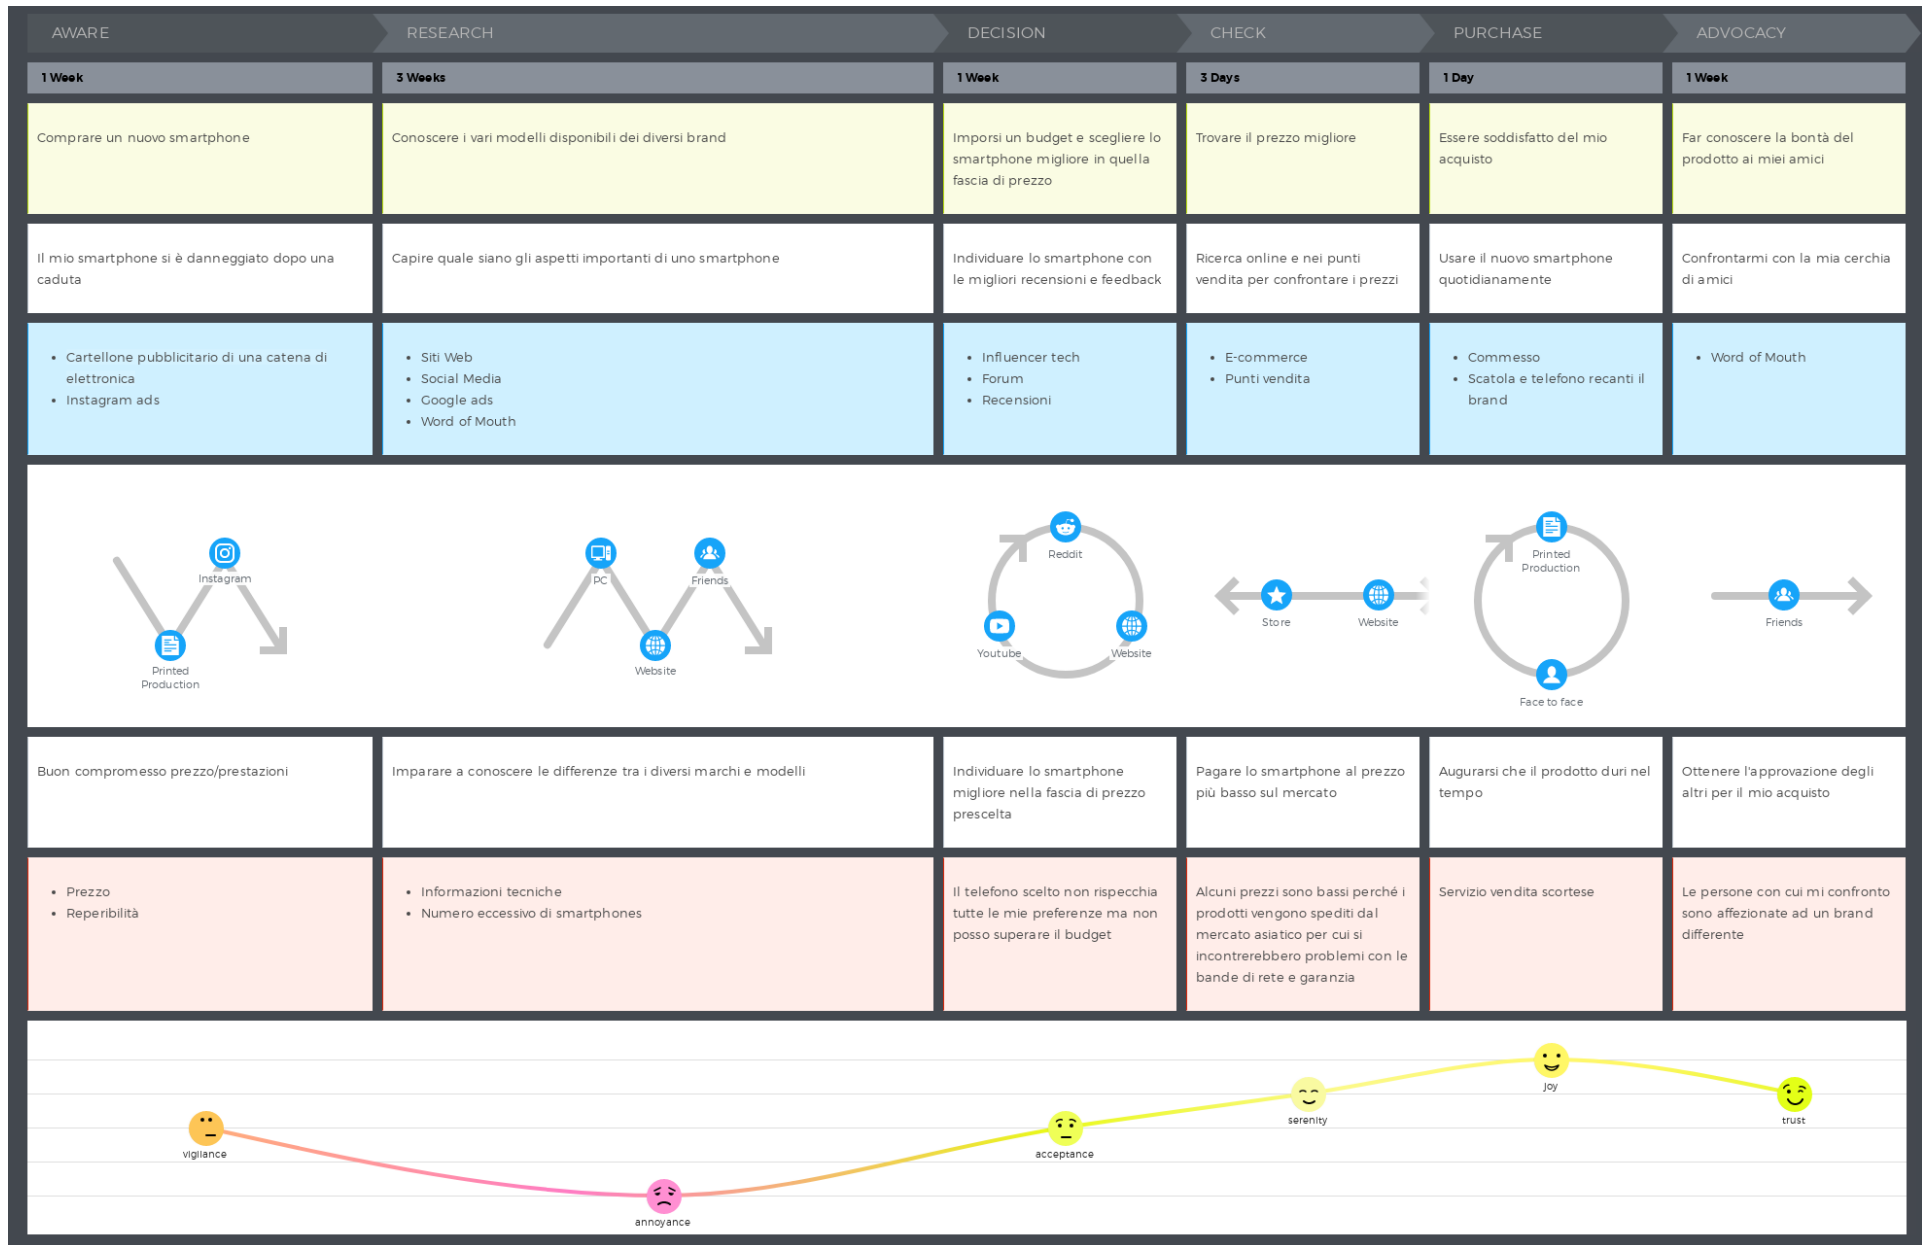 AWARE
RESEARCH
DECISION
CHECK
PURCHASE
ADVOCACY
1 Week
3 Weeks
1 Week
3 Days
1 Day
1 Week
Comprare un nuovo smartphone
Conoscere i vari modelli disponibili dei diversi brand
Imporsi un budget e scegliere lo
smartphone migliore in quella
fascia di prezzo
Trovare il prezzo migliore
Essere soddisfatto del mio
acquisto
Far conoscere la bontà del
prodotto ai miei amici
Il mio smartphone si è danneggiato dopo una
caduta
Capire quale siano gli aspetti importanti di uno smartphone
Individuare lo smartphone con
le migliori recensioni e feedback
Ricerca online e nei punti
vendita per confrontare i prezzi
Usare il nuovo smartphone
quotidianamente
Confrontarmi con la mia cerchia
di amici
• Cartellone pubblicitario di una catena di
elettronica
• Instagram ads
• Siti Web
• Social Media
• Google ads
• Word of Mouth
• Influencer tech
• Forum
• Recensioni
• E-commerce
• Punti vendita
• Commesso
• Scatola e telefono recanti il
brand
• Word of Mouth
Instagram
Printed
Production
PC
Friends
Website
Reddit
Youtube
Website
Store
Website
Printed
Production
Face to face
Friends
Buon compromesso prezzo/prestazioni
Imparare a conoscere le differenze tra i diversi marchi e modelli
Individuare lo smartphone
migliore nella fascia di prezzo
prescelta
Pagare lo smartphone al prezzo
più basso sul mercato
Augurarsi che il prodotto duri nel
tempo
Ottenere l'approvazione degli
altri per il mio acquisto
• Prezzo
• Reperibilità
• Informazioni tecniche
• Numero eccessivo di smartphones
Il telefono scelto non rispecchia
tutte le mie preferenze ma non
posso superare il budget
Alcuni prezzi sono bassi perché i
prodotti vengono spediti dal
mercato asiatico per cui si
incontrerebbero problemi con le
bande di rete e garanzia
Servizio vendita scortese
Le persone con cui mi confronto
sono affezionate ad un brand
differente
vigilance
annoyance
acceptance
serenity
joy
trust